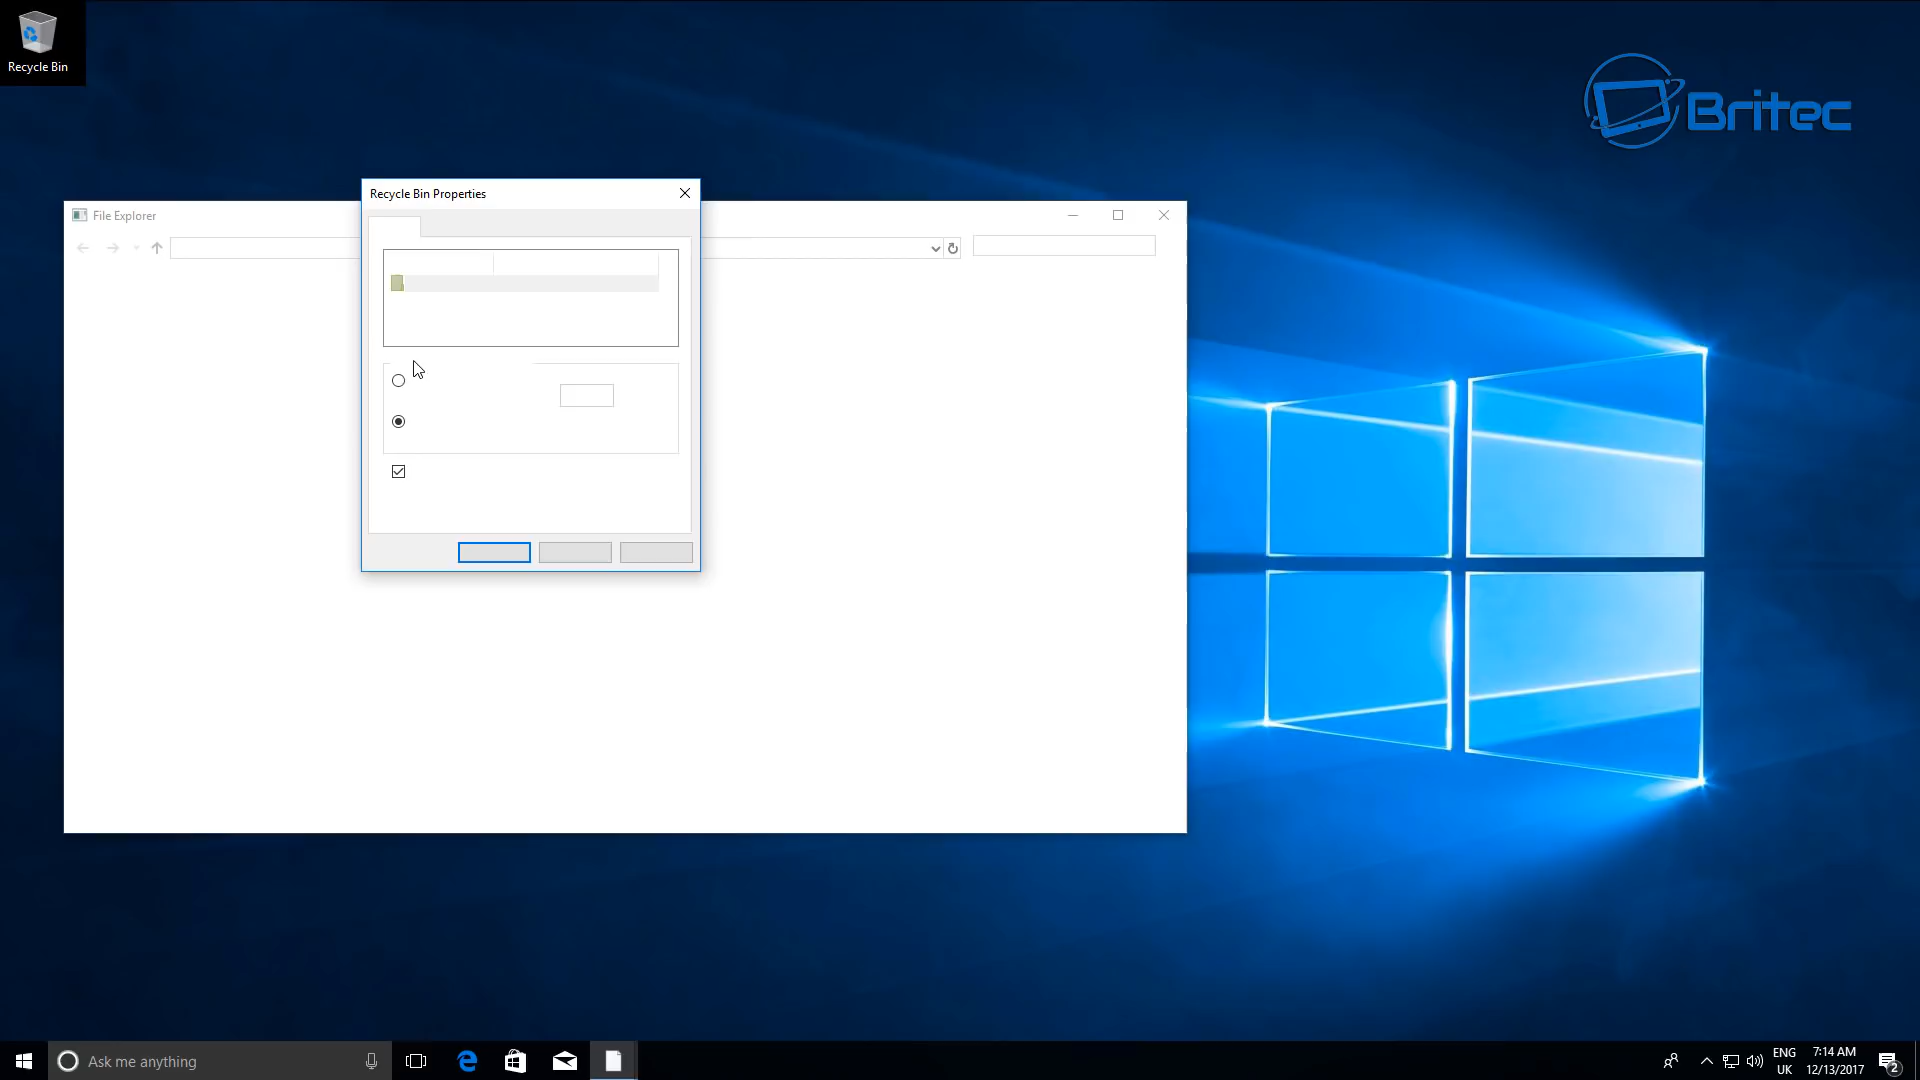 Recycle Bin
Britec
Recycle Bin Properties
File Explorer
Ask me anything
ENG
UK
7:14 AM
12/13/2017
2